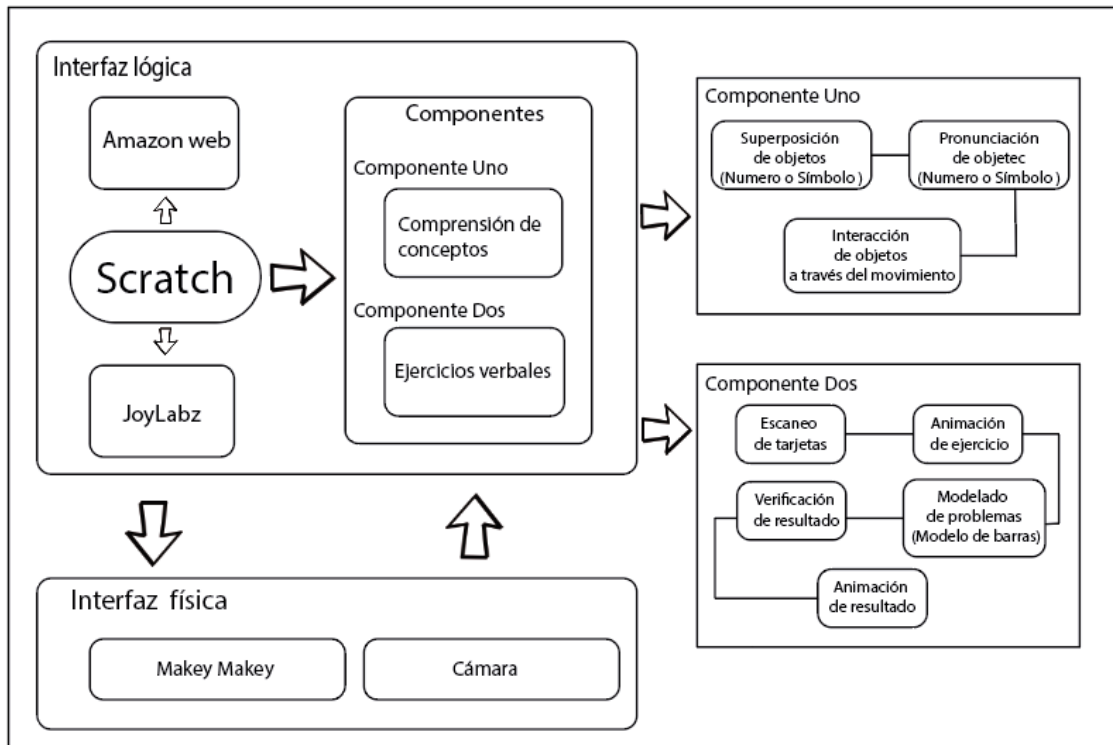 Interfaz lógica
Amazon web
Scratch
JoyLabz
Componentes
Componente Uno
Comprensión de
conceptos
Componente Dos
Ejercicios verbales
Interfaz física
Makey Makey
Cámara
Componente Uno
Superposición
de objetos
(Numero o Símbolo )
Pronunciación
de objetec
(Numero o Símbolo )
Interacción
de objetos
a través del movimiento
Componente Dos
Escaneo
de tarjetas
Animación
de ejercicio
Verificación
de resultado
Modelado
de problemas
(Modelo de barras)
Animación
de resultado